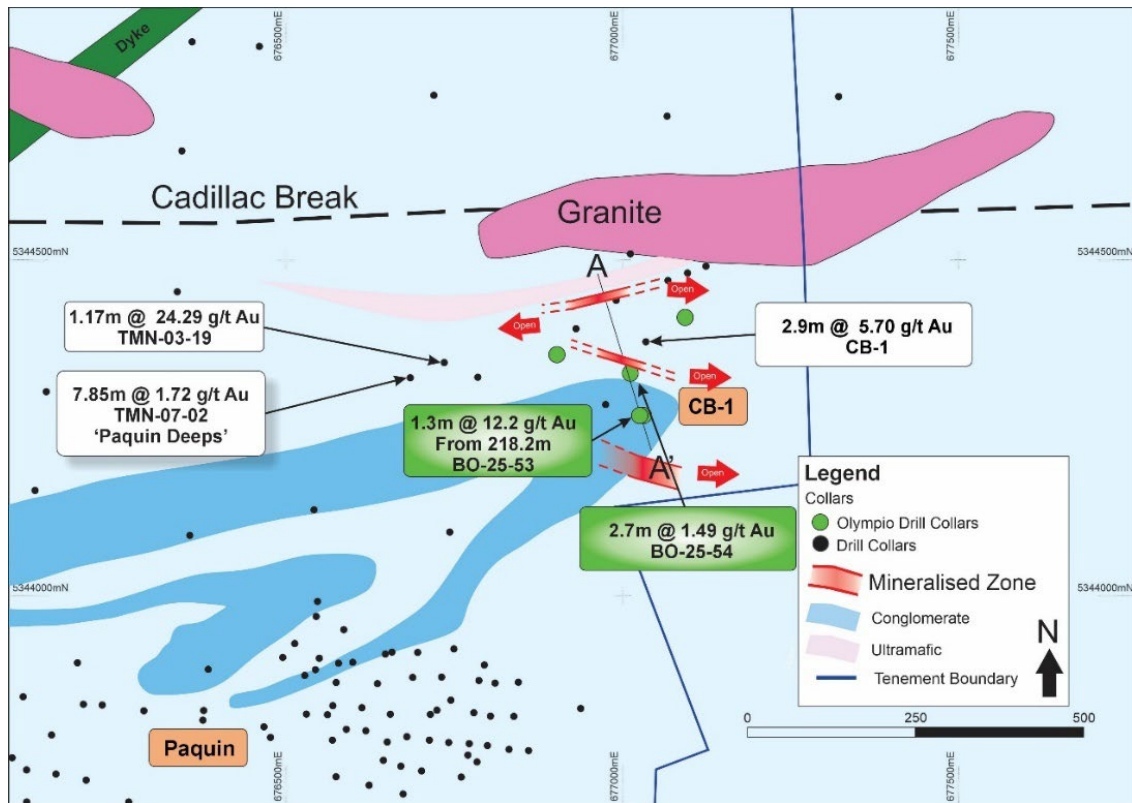 676500mE
677000mE
677500mE
Dyke
Cadillac Break
Granite
5344500mN
5344500mN
A
Open
Open
1.17m @ 24.29 g/t Au
TMN-03-19
2.9m @ 5.70 g/t Au
CB-1
7.85m @ 1.72 g/t Au
TMN-07-02
'Paquin Deeps'
Open
CB-1
1.3m @ 12.2 g/t Au
From 218.2m
BO-25-53
A'
Open
2.7m @ 1.49 g/t Au
BO-25-54
Legend
Collars
Olympio Drill Collars
Drill Collars
Mineralised Zone
Conglomerate
Ultramafic
Tenement Boundary
N
5344000mN
5344000mN
0
250
500
Paquin
676500mE
677000mE
677500mE